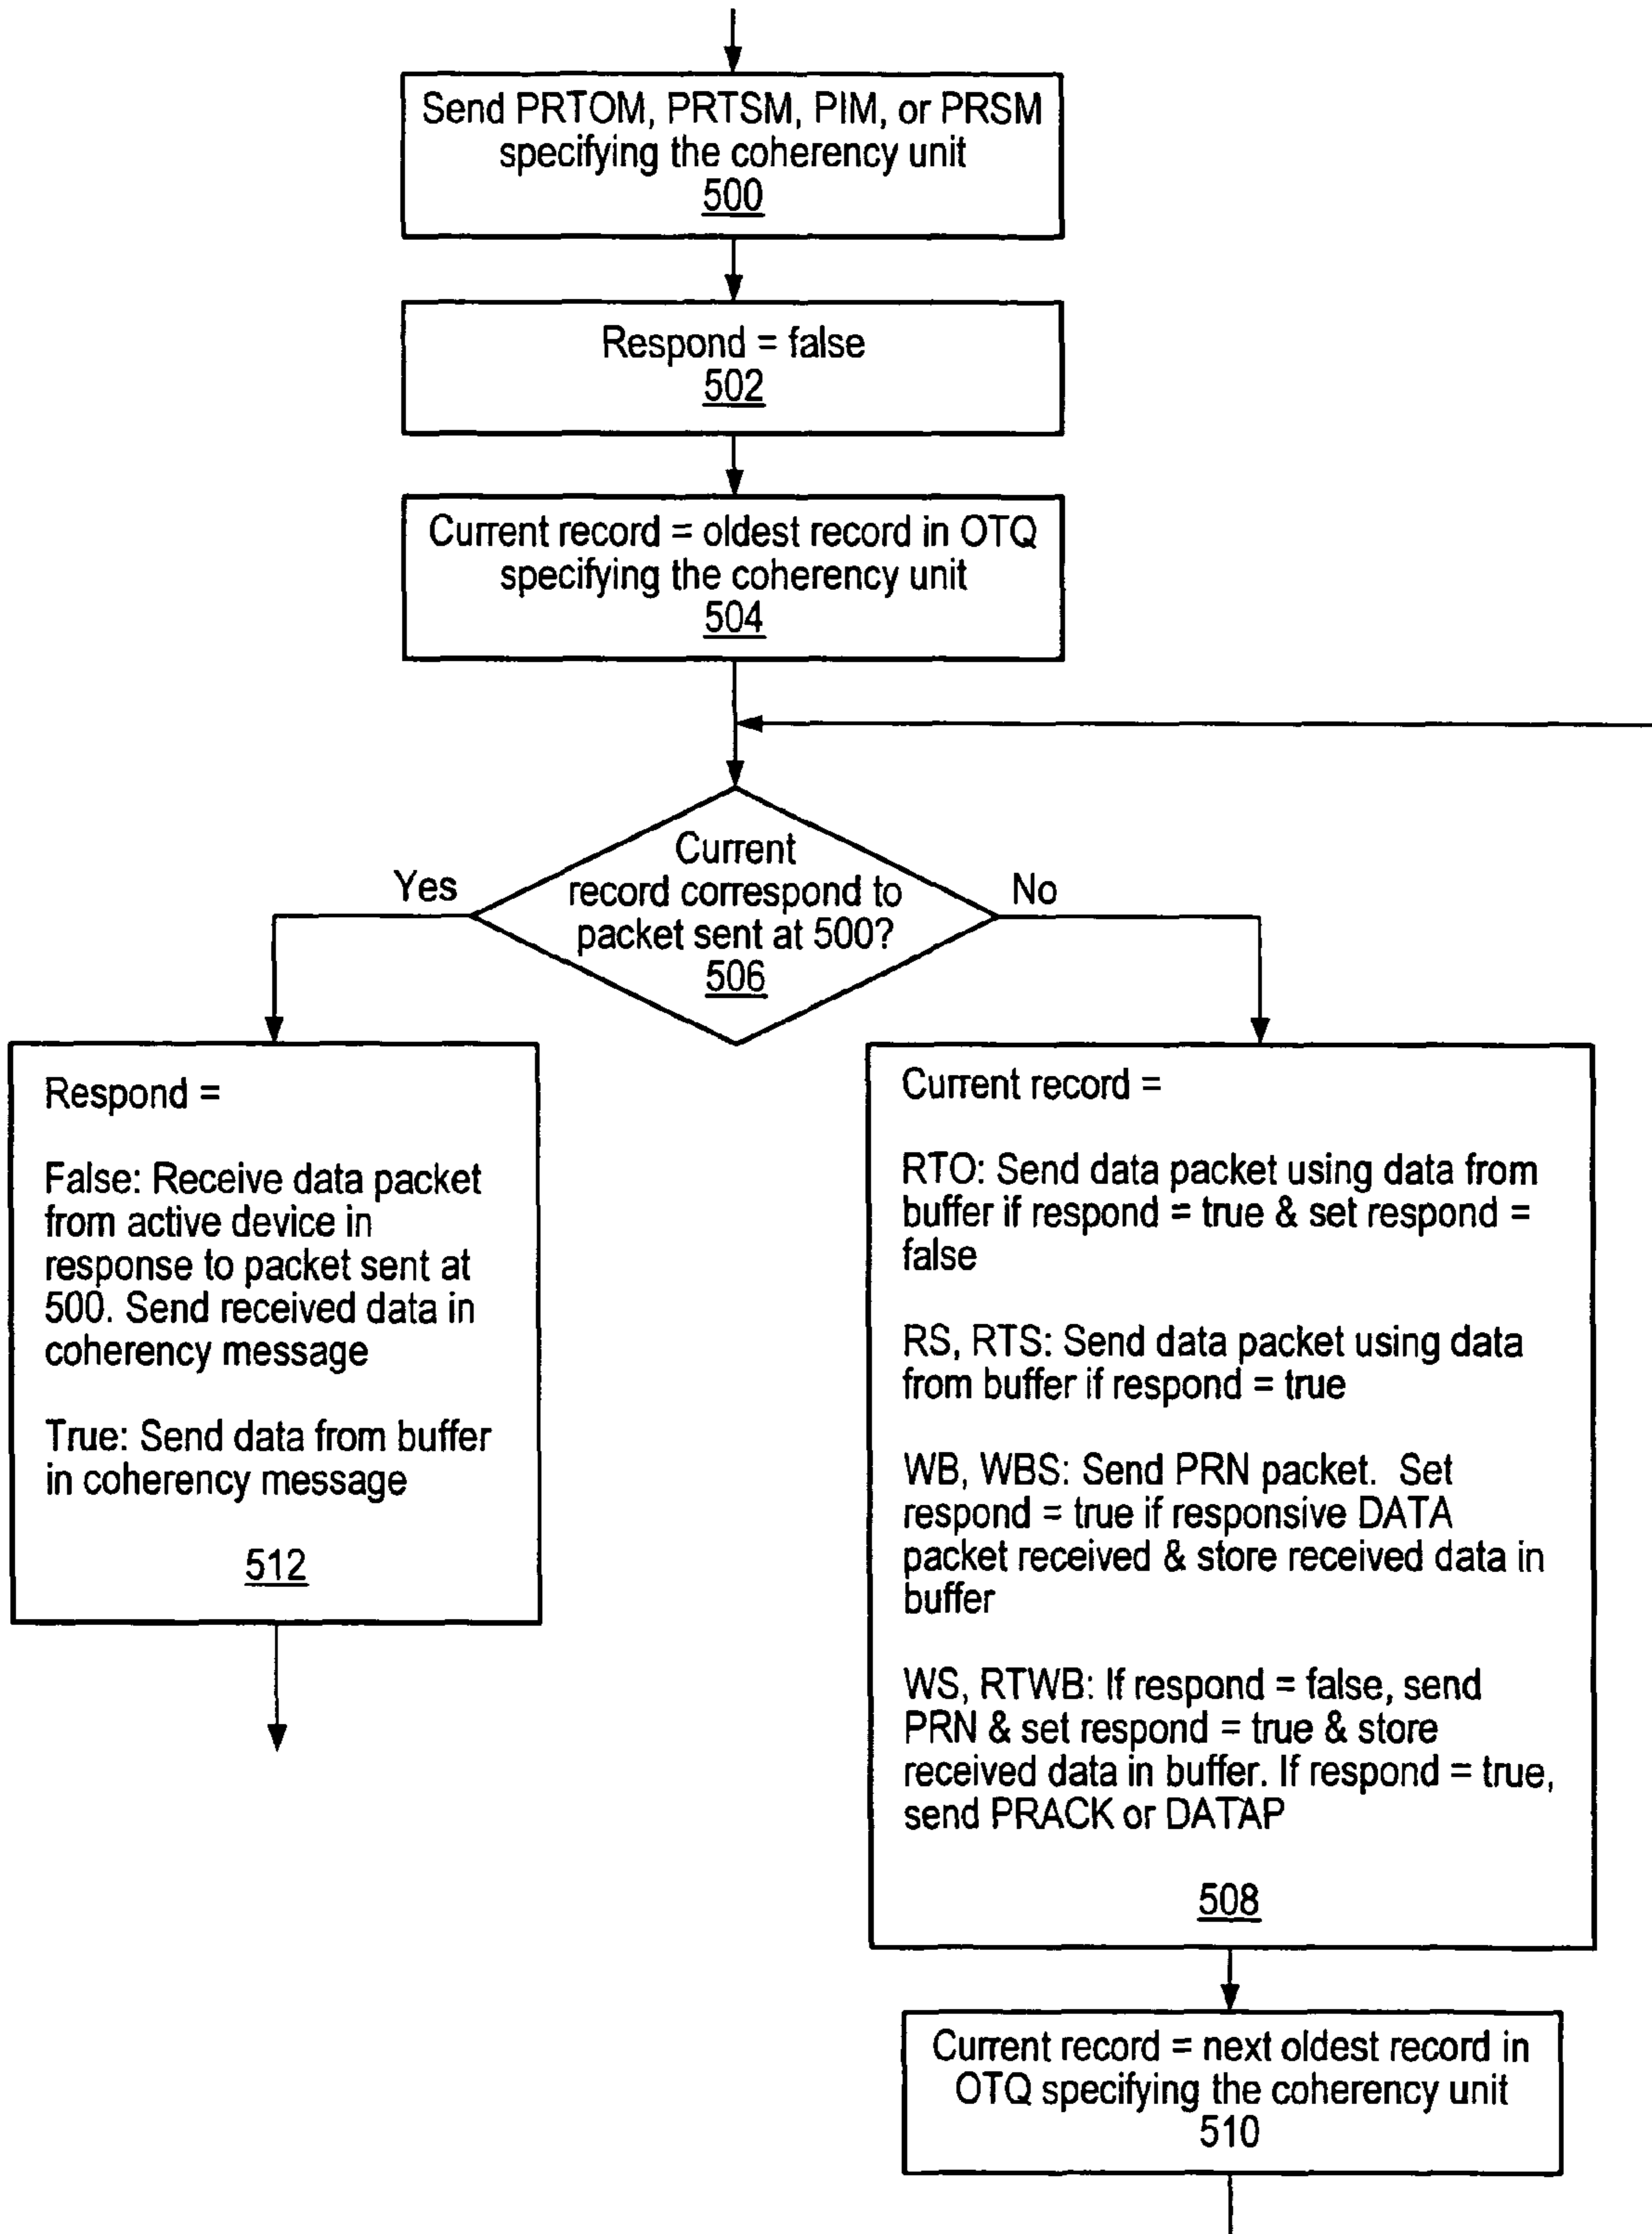 Send PRTOM, PRTSM, PIM, or PRSM
specifying the coherency unit
500
Respond = false
502
Current record = oldest record in OTQ
specifying the coherency unit
504
Current
record correspond to
packet sent at 500?
506
Yes
No
Respond =
False: Receive data packet
from active device in
response to packet sent at
500. Send received data in
coherency message
True: Send data from buffer
in coherency message
512
Current record =
RTO: Send data packet using data from
buffer if respond = true & set respond =
false
RS, RTS: Send data packet using data
from buffer if respond = true
WB, WBS: Send PRN packet. Set
respond = true if responsive DATA
packet received & store received data in
buffer
WS, RTWB: If respond = false, send
PRN & set respond = true & store
received data in buffer. If respond = true,
send PRACK or DATAP
508
Current record = next oldest record in
OTQ specifying the coherency unit
510